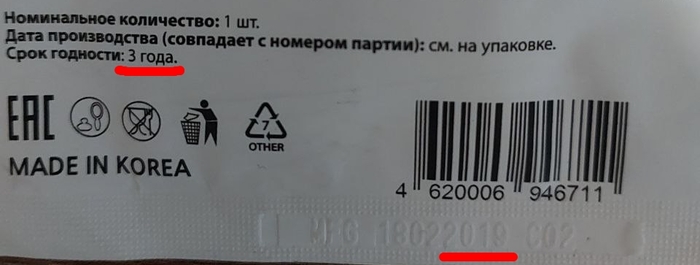 Номинальное количество: 1 шт.
Дата производства (совпадает с номером партии): см. на упаковке.
Срок годности: 3 года.
EAC
7
OTHER
MADE IN KOREA
4 620006 946711
MFG 18022019 C02